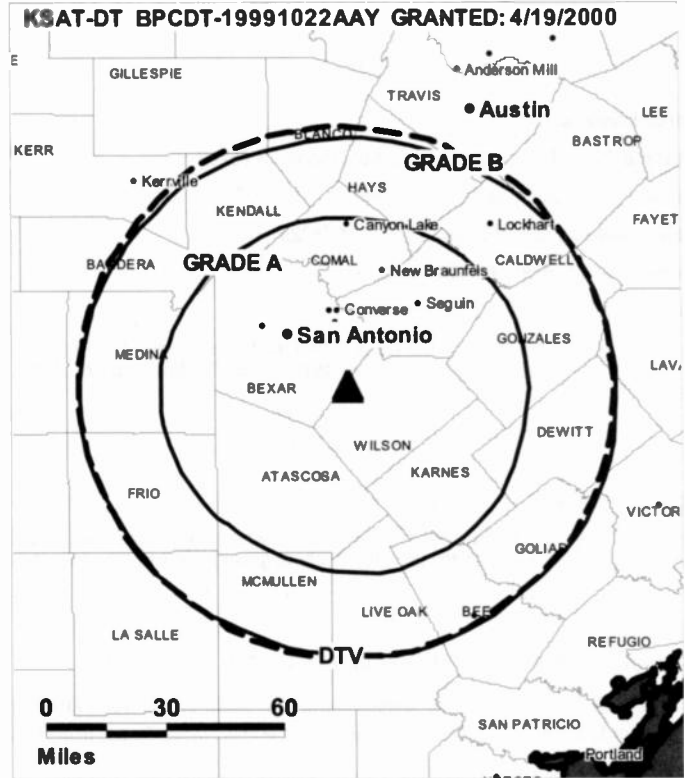 KSAT-DT BPCDT-19991022AAY GRANTED: 4/19/2000
E
GILLESPIE
Anderson Mill
TRAVIS
Austin
LEE
BLANCO
BASTROP
KERR
GRADE B
Kerrville
HAYS
KENDALL
Canyon Lake
Lockhart
FAYET
BANDERA
GRADE A
COMAL
CALDWELL
New Braunfels
Converse
Seguin
San Antonio
GONZALES
MEDINA
LAV
BEXAR
WILSON
DEWITT
ATASCOSA
KARNES
FRIO
VICTOR
GOLIAD
MCMULLEN
LIVE OAK
BEE
LA SALLE
REFUGIO
DTV
0 30 60
SAN PATRICIO
Miles
Portland